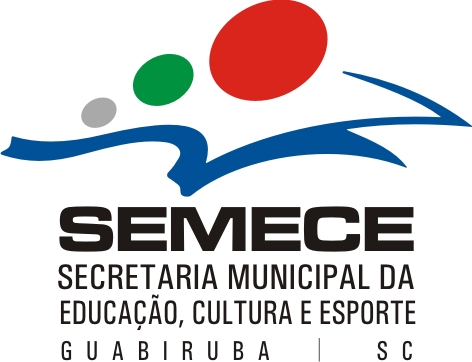 SEMECE
SECRETARIA MUNICIPAL DA
EDUCAÇÃO, CULTURA E ESPORTE
GUABIRUBA | SC